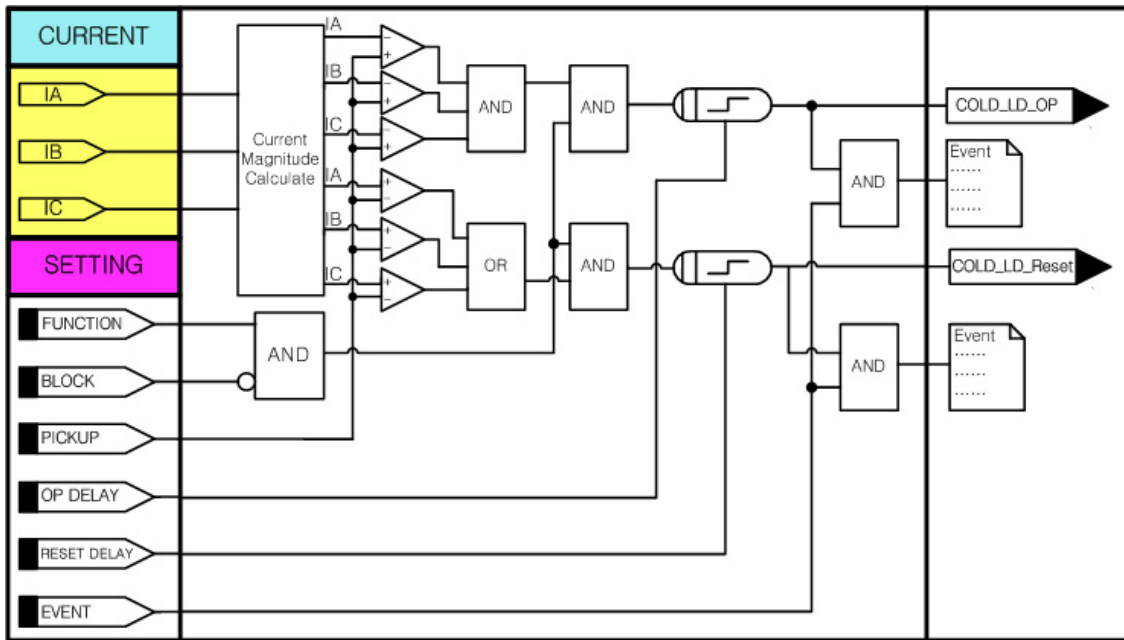 CURRENT
IA
IB
IC
SETTING
FUNCTION
BLOCK
PICKUP
OP DELAY
RESET DELAY
EVENT
Current
Magnitude
Calculate
IA
IB
IC
IA
IB
IC
AND
OR
AND
AND
AND
AND
AND
COLD_LD_OP
Event
......
......
......
COLD_LD_Reset
Event
......
......
......